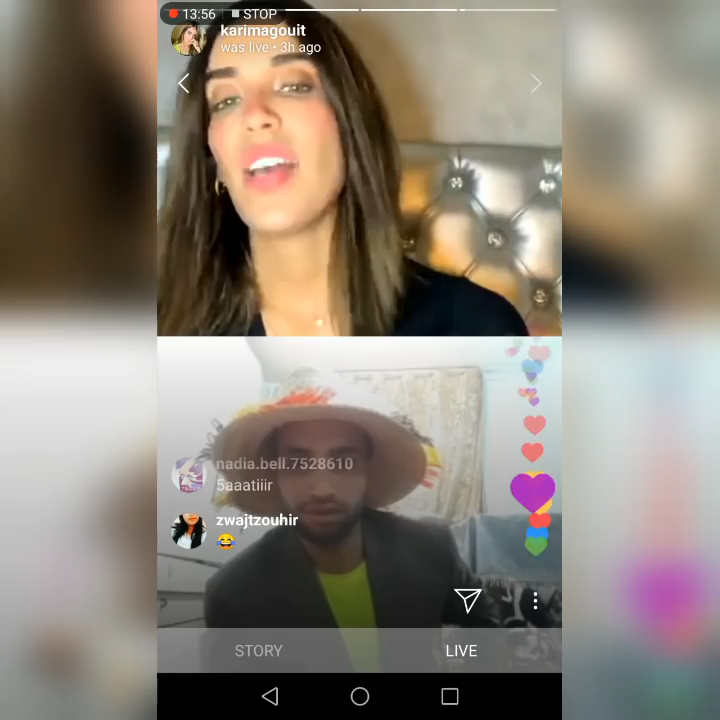 13:56 STOP
karimagouit
was live • 3h ago
nadia.bell.7528610
5aaatiiir
zwajtzouhir
😂
STORY LIVE